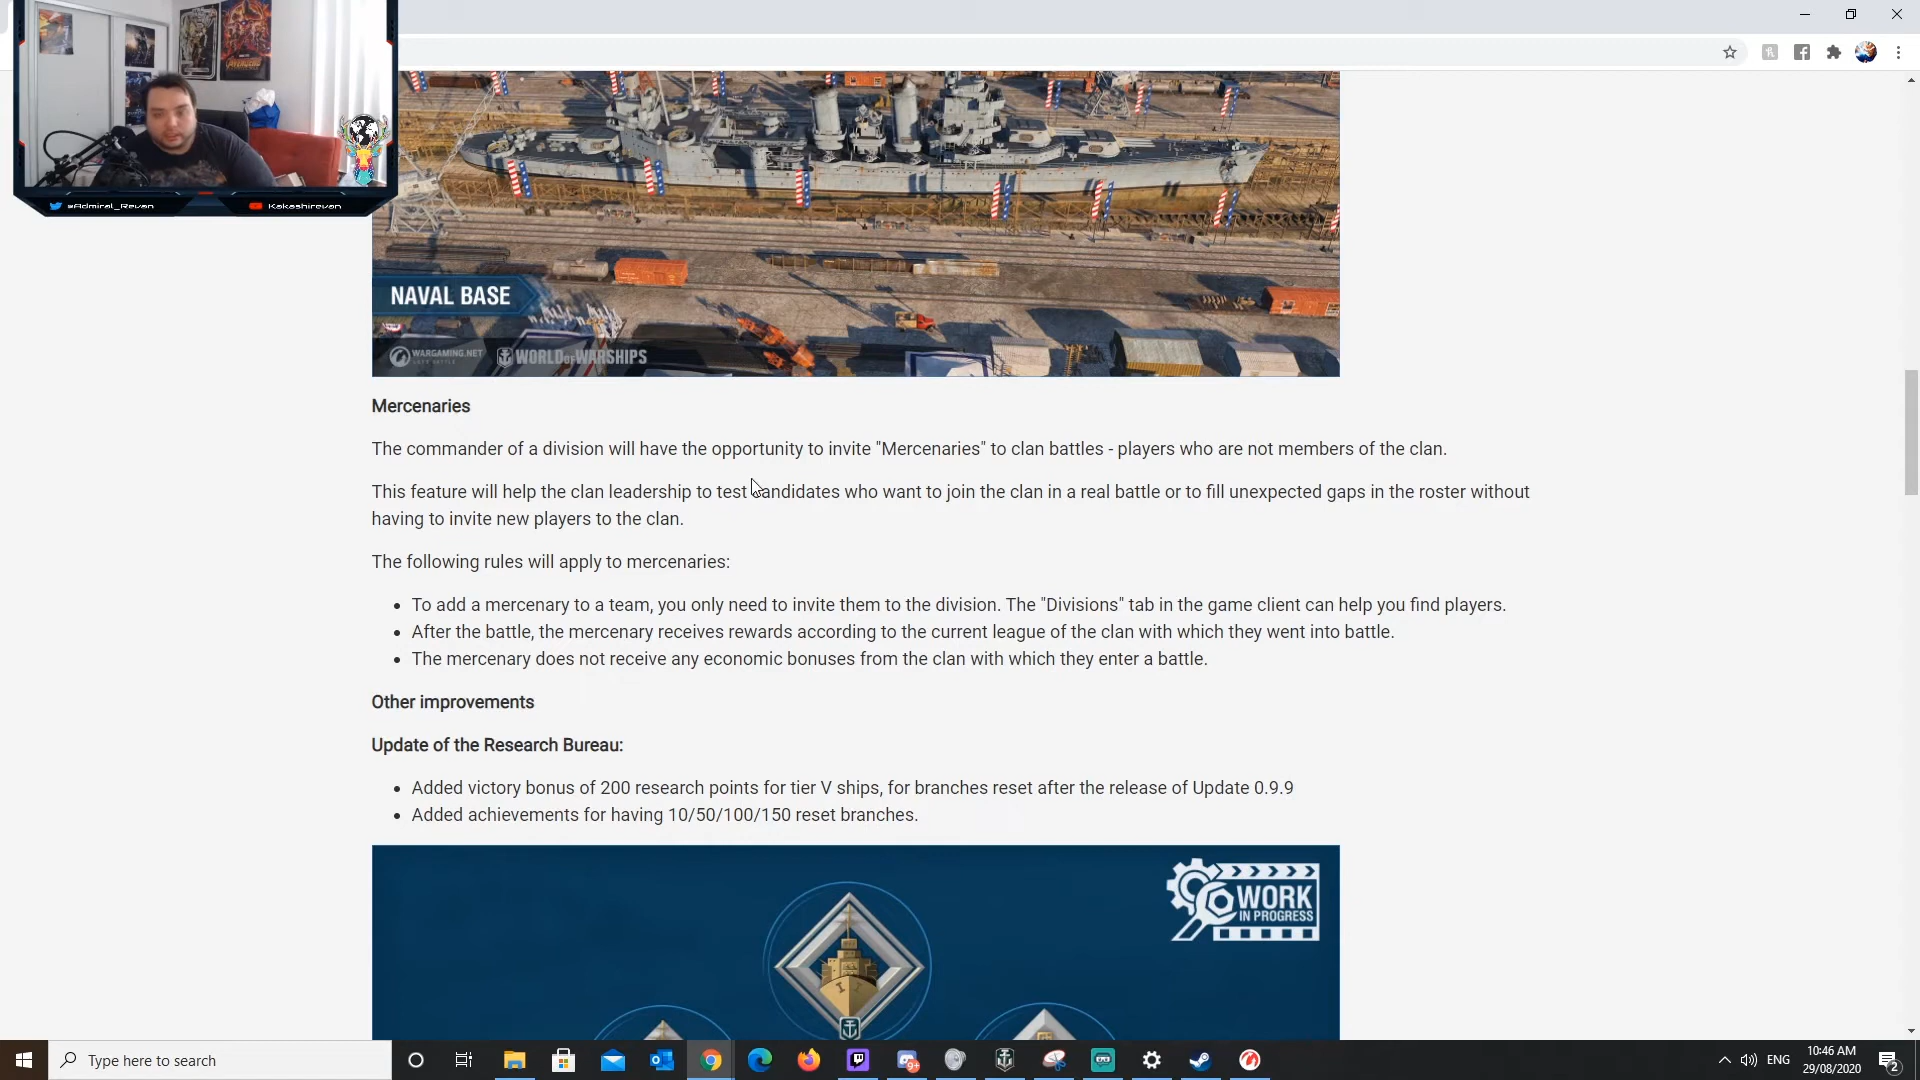 @Admiral_Revan
Kakashirevan
NAVAL BASE
WARGAMING.NET
LET'S BATTLE
WORLD OF WARSHIPS
Mercenaries
The commander of a division will have the opportunity to invite "Mercenaries" to clan battles - players who are not members of the clan.
This feature will help the clan leadership to test candidates who want to join the clan in a real battle or to fill unexpected gaps in the roster without
having to invite new players to the clan.
The following rules will apply to mercenaries:
To add a mercenary to a team, you only need to invite them to the division. The "Divisions" tab in the game client can help you find players.
After the battle, the mercenary receives rewards according to the current league of the clan with which they went into battle.
The mercenary does not receive any economic bonuses from the clan with which they enter a battle.
Other improvements
Update of the Research Bureau:
Added victory bonus of 200 research points for tier V ships, for branches reset after the release of Update 0.9.9
Added achievements for having 10/50/100/150 reset branches.
WORK
IN PROGRESS
Type here to search
9+
ENG
10:46 AM
29/08/2020
2